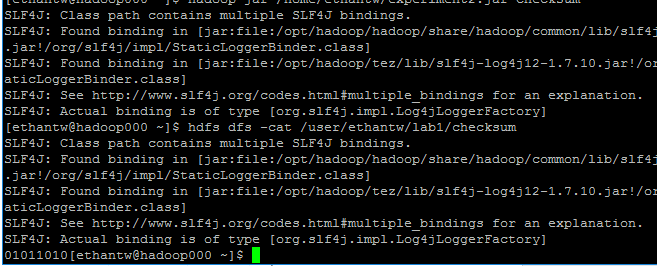 [ethantw@hadoop000 ~]$ hadoop jar /home/ethantw/experiment2.jar CheckSum
SLF4J: Class path contains multiple SLF4J bindings.
SLF4J: Found binding in [jar:file:/opt/hadoop/share/hadoop/common/lib/slf4j
.jar!/org/slf4j/impl/StaticLoggerBinder.class]
SLF4J: Found binding in [jar:file:/opt/hadoop/tez/lib/slf4j-log4j12-1.7.10.jar!/or
aticLoggerBinder.class]
SLF4J: See http://www.slf4j.org/codes.html#multiple_bindings for an explanation.
SLF4J: Actual binding is of type [org.slf4j.impl.Log4jLoggerFactory]
[ethantw@hadoop000 ~]$ hdfs dfs -cat /user/ethantw/lab1/checksum
SLF4J: Class path contains multiple SLF4J bindings.
SLF4J: Found binding in [jar:file:/opt/hadoop/share/hadoop/common/lib/slf4j
.jar!/org/slf4j/impl/StaticLoggerBinder.class]
SLF4J: Found binding in [jar:file:/opt/hadoop/tez/lib/slf4j-log4j12-1.7.10.jar!/or
aticLoggerBinder.class]
SLF4J: See http://www.slf4j.org/codes.html#multiple_bindings for an explanation.
SLF4J: Actual binding is of type [org.slf4j.impl.Log4jLoggerFactory]
01011010[ethantw@hadoop000 ~]$